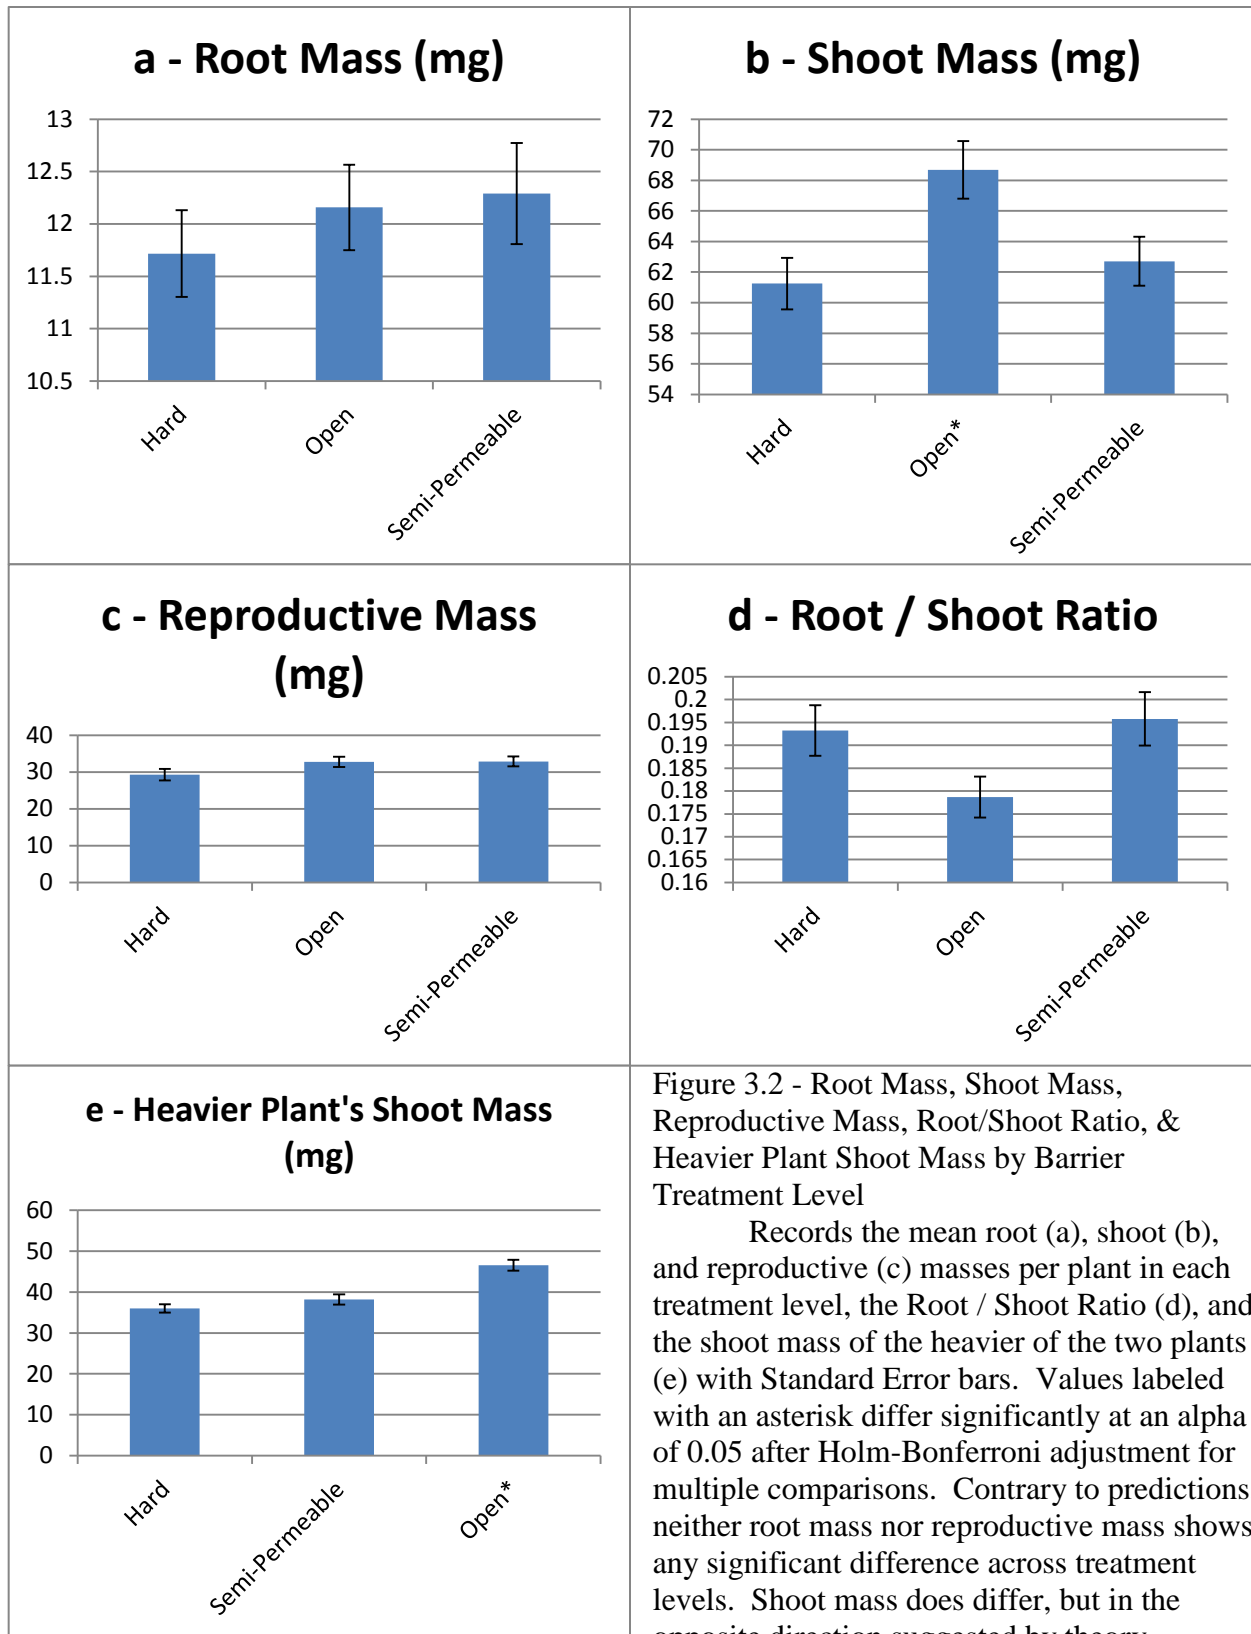 a - Root Mass (mg)
13
12.5
12
11.5
11
10.5
Hard
Open
Semi-Permeable
b - Shoot Mass (mg)
72
70
68
66
64
62
60
58
56
54
Hard
Open*
Semi-Permeable
c - Reproductive Mass
(mg)
40
30
20
10
0
Hard
Open
Semi-Permeable
d - Root / Shoot Ratio
0.205
0.2
0.195
0.19
0.185
0.18
0.175
0.17
0.165
0.16
Hard
Open
Semi-Permeable
e - Heavier Plant's Shoot Mass
(mg)
60
50
40
30
20
10
0
Hard
Semi-Permeable
Open*
Figure 3.2 - Root Mass, Shoot Mass,
Reproductive Mass, Root/Shoot Ratio, &
Heavier Plant Shoot Mass by Barrier
Treatment Level
Records the mean root (a), shoot (b),
and reproductive (c) masses per plant in each
treatment level, the Root / Shoot Ratio (d), and
the shoot mass of the heavier of the two plants
(e) with Standard Error bars. Values labeled
with an asterisk differ significantly at an alpha
of 0.05 after Holm-Bonferroni adjustment for
multiple comparisons. Contrary to predictions
neither root mass nor reproductive mass shows
any significant difference across treatment
levels. Shoot mass does differ, but in the
opposite direction suggested by theory